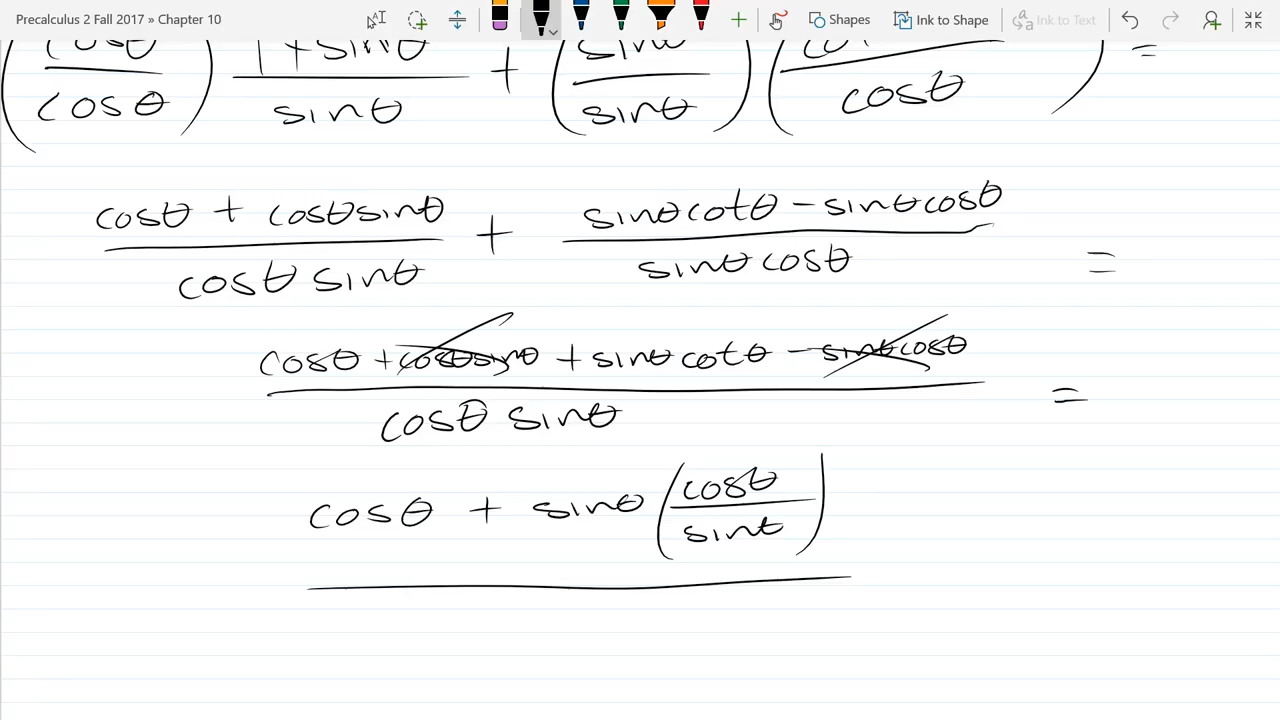 Precalculus 2 Fall 2017 » Chapter 10 Shapes Ink to Shape Ink to Text
(cosθ/cosθ) 1+sinθ/sinθ + (sinθ/sinθ)( /cosθ) =
cosθ + cosθsinθ/cosθ sinθ + sinθcotθ - sinθcosθ/sinθ cosθ =
cosθ + cosθsinθ + sinθ cotθ - sinθcosθ/cosθ sinθ =
cosθ + sinθ (cosθ/sint)